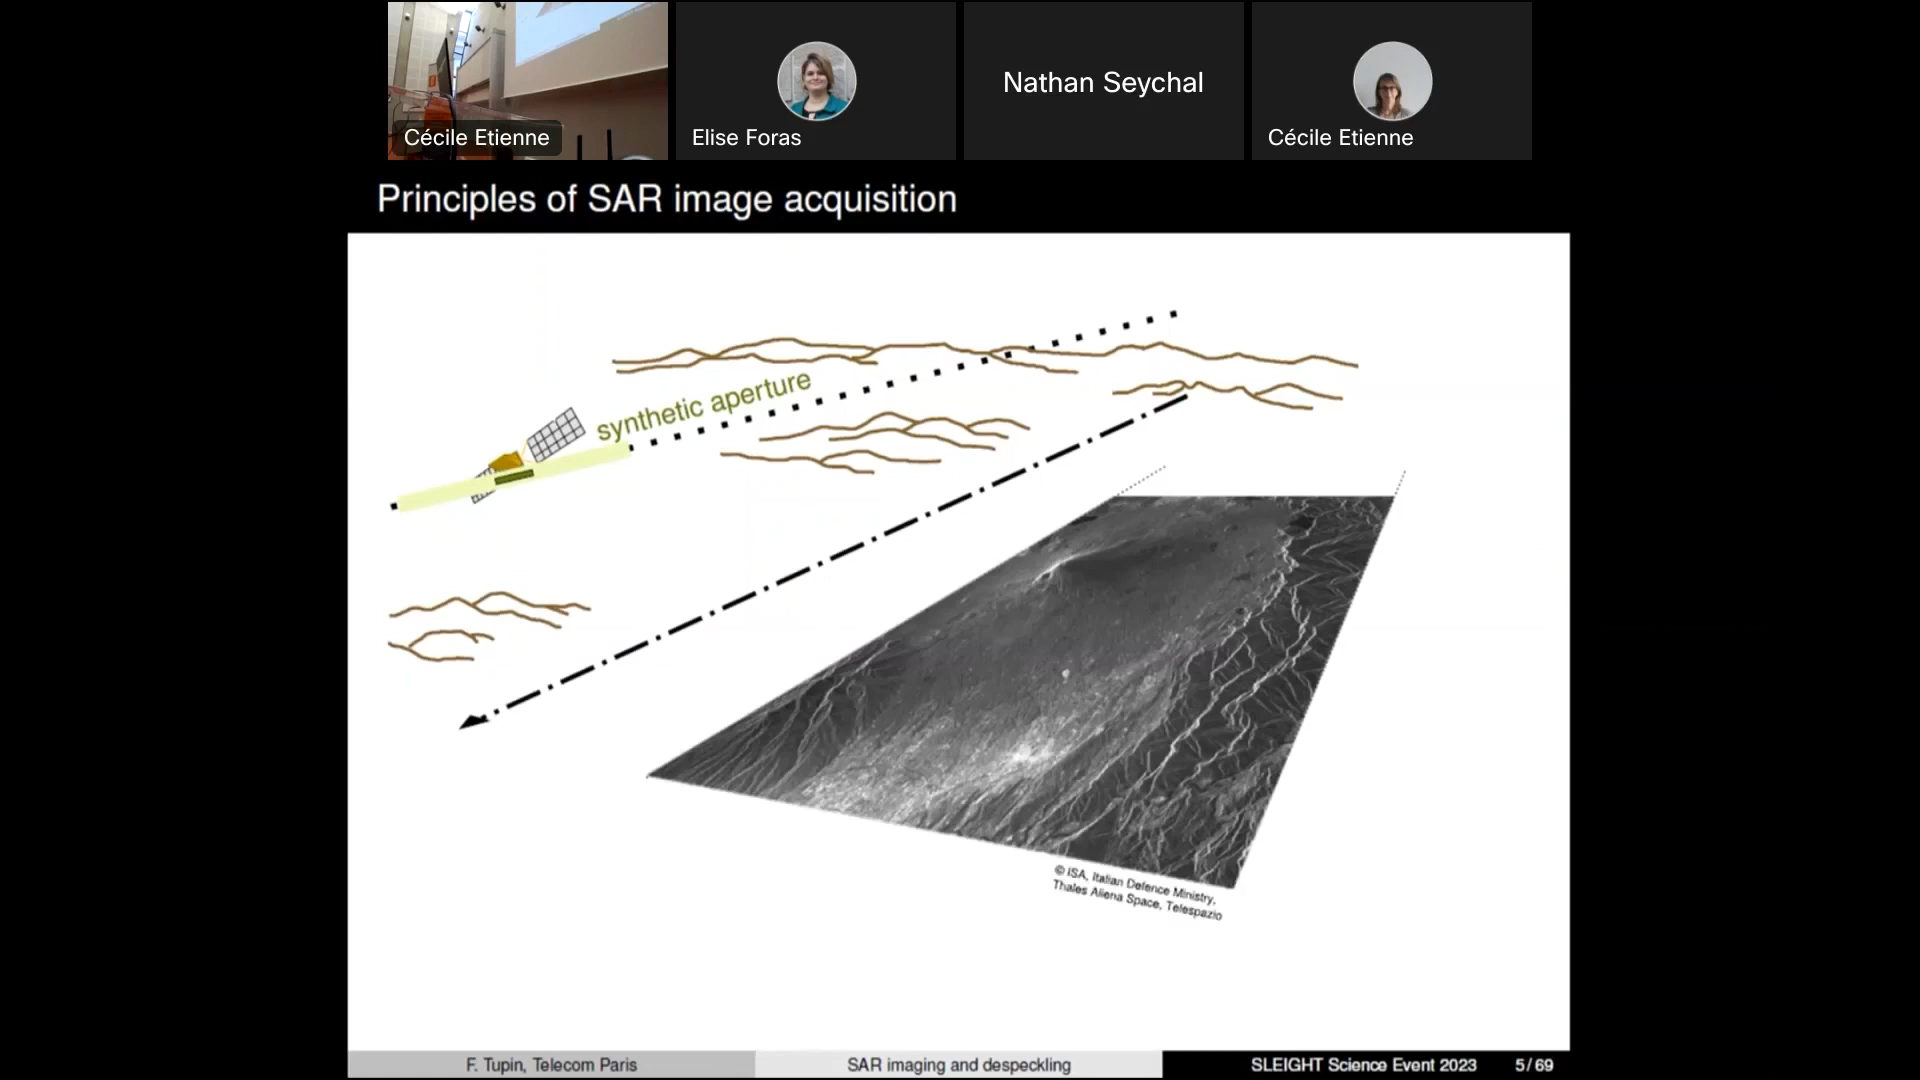 Cécile Etienne
Elise Foras
Nathan Seychal
Cécile Etienne
Principles of SAR image acquisition
synthetic aperture
© ISA, Italian Defence Ministry,
Thales Aliena Space, Telespazio
F. Tupin, Telecom Paris
SAR imaging and despeckling
SLEIGHT Science Event 2023
5/69